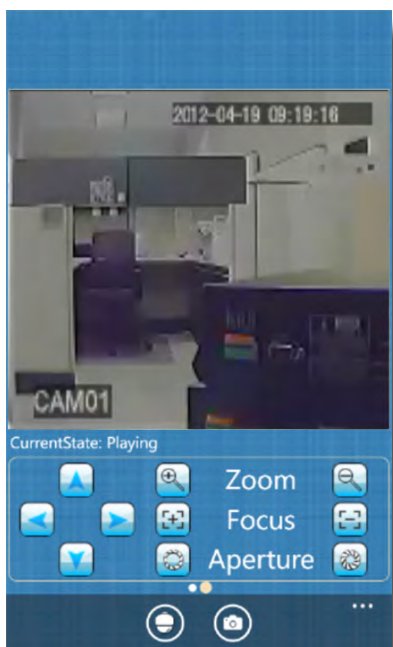 2012-04-19 09:19:16
CAM01
CurrentState: Playing
Zoom
Focus
Aperture